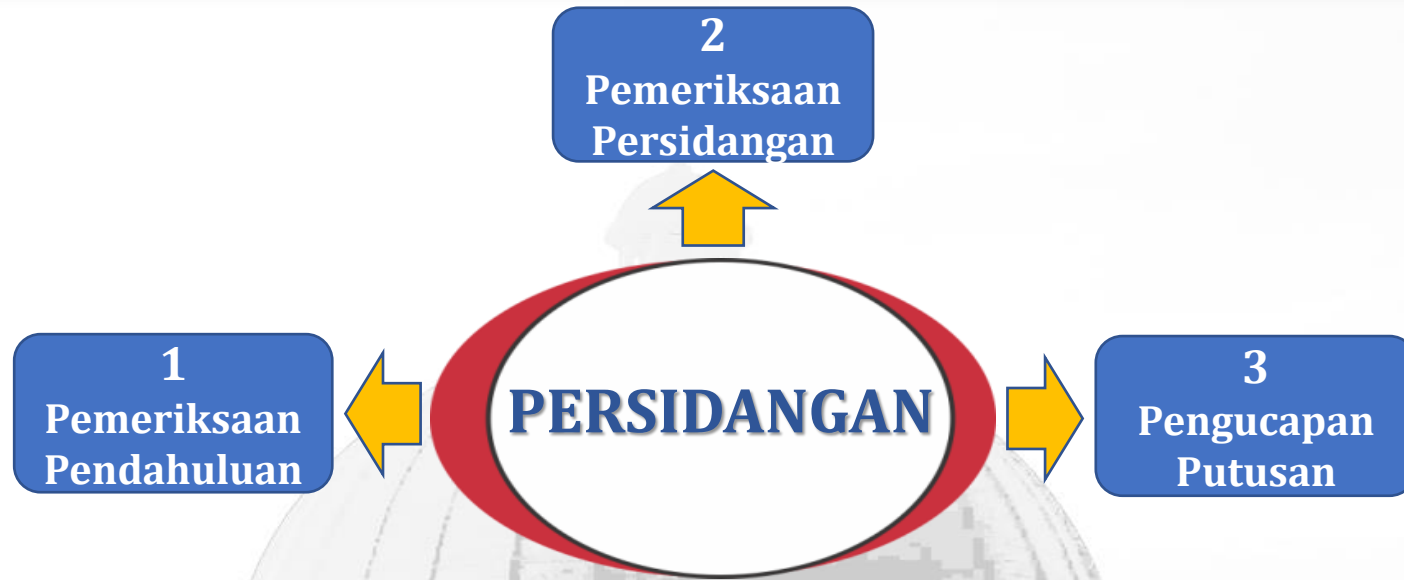 2
Pemeriksaan
Persidangan
1
Pemeriksaan
Pendahuluan
PERSIDANGAN
3
Pengucapan
Putusan